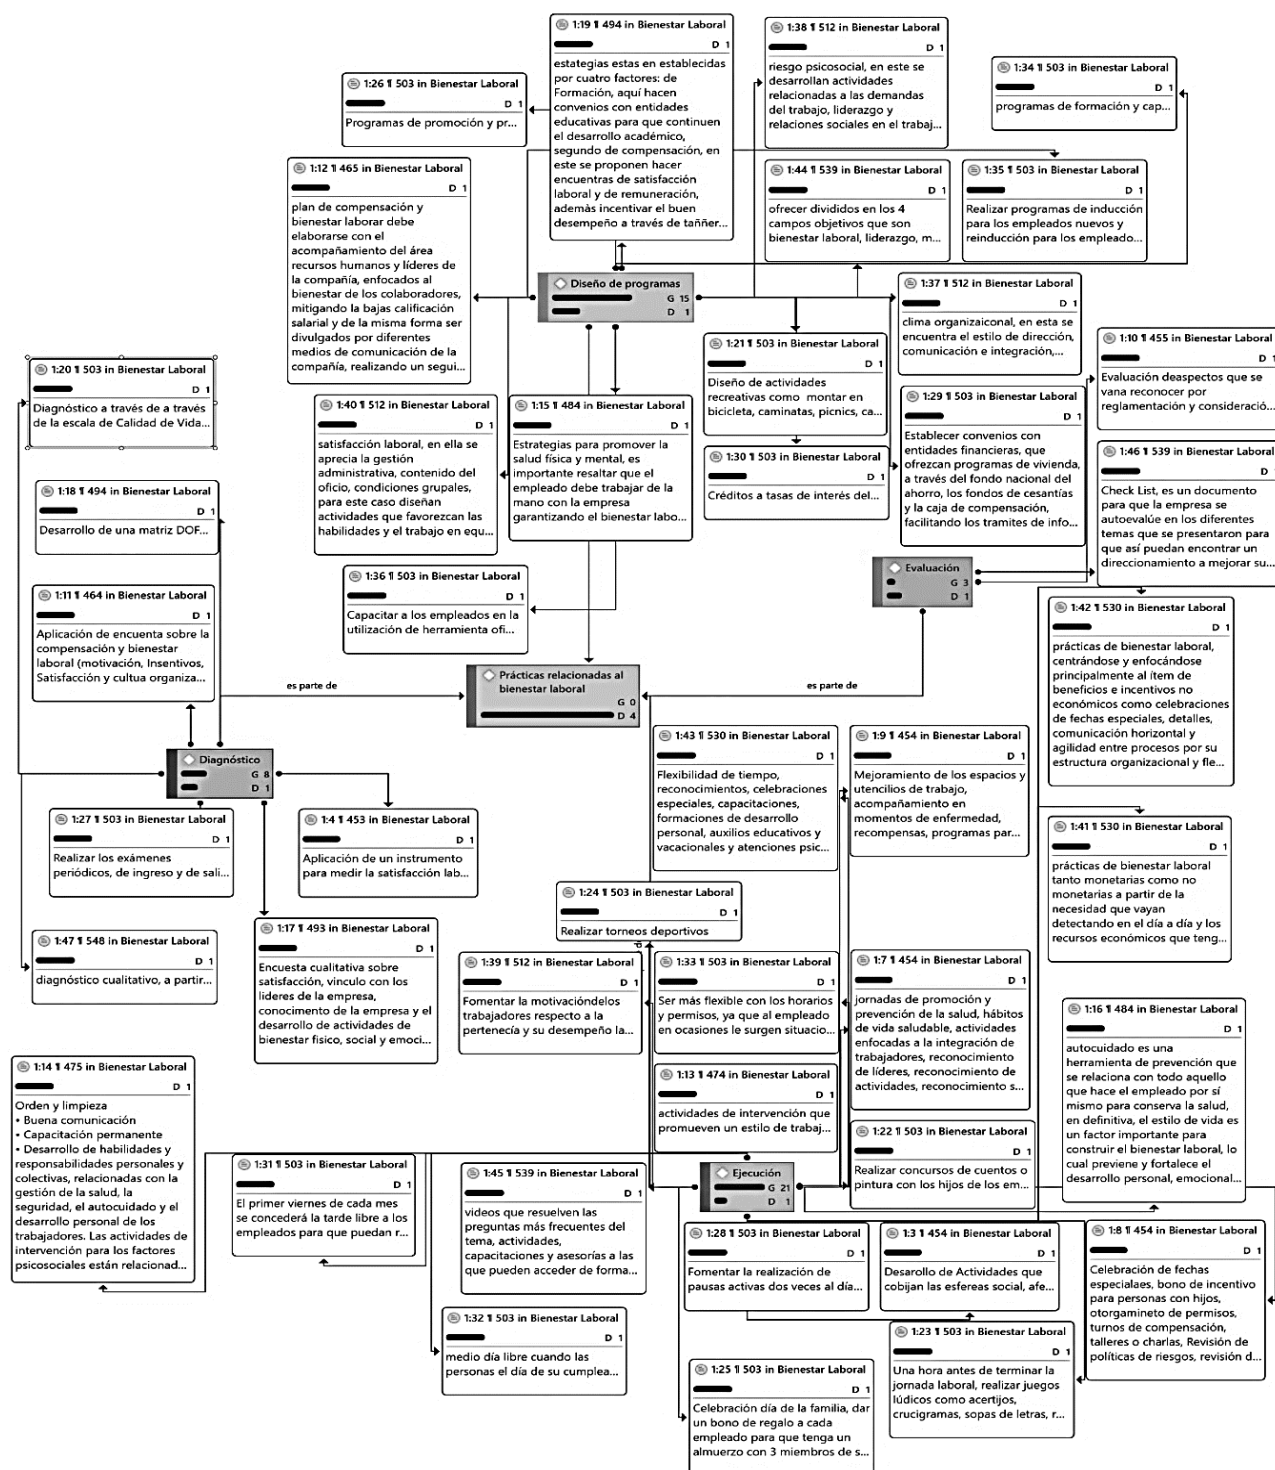 1:19 ¶ 494 in Bienestar Laboral
D 1
estategias estas en establecidas
por cuatro factores: de
Formación, aquí hacen
convenios con entidades
educativas para que continuen
el desarrollo académico,
segundo de compensación, en
este se proponen hacer
encuentras de satisfacción
laboral y de remuneración,
ademàs incentivar el buen
desempeño a través de taññer...
1:38 ¶ 512 in Bienestar Laboral
D 1
riesgo psicosocial, en este se
desarrollan actividades
relacionadas a las demandas
del trabajo, liderazgo y
relaciones sociales en el trabaj...
1:34 ¶ 503 in Bienestar Laboral
D 1
programas de formación y cap...
1:26 ¶ 503 in Bienestar Laboral
D 1
Programas de promoción y pr...
1:12 ¶ 465 in Bienestar Laboral
D 1
plan de compensación y
bienestar laborar debe
elaborarse con el
acompañamiento del área
recursos humanos y líderes de
la compañía, enfocados al
bienestar de los colaboradores,
mitigando la bajas calificación
salarial y de la misma forma ser
divulgados por diferentes
medios de comunicación de la
compañía, realizando un segui...
1:44 ¶ 539 in Bienestar Laboral
D 1
ofrecer divididos en los 4
campos objetivos que son
bienestar laboral, liderazgo, m...
1:35 ¶ 503 in Bienestar Laboral
D 1
Realizar programas de inducción
para los empleados nuevos y
reinducción para los empleado...
Diseño de programas
G 15
D 1
1:37 ¶ 512 in Bienestar Laboral
D 1
clima organizaiconal, en esta se
encuentra el estilo de dirección,
comunicación e integración,...
1:21 ¶ 503 in Bienestar Laboral
D 1
Diseño de actividades
recreativas como montar en
bicicleta, caminatas, picnics, ca...
1:10 ¶ 455 in Bienestar Laboral
D 1
Evaluación deaspectos que se
vana reconocer por
reglamentación y consideració...
1:20 ¶ 503 in Bienestar Laboral
D 1
Diagnóstico a través de a través
de la escala de Calidad de Vida...
1:40 ¶ 512 in Bienestar Laboral
D 1
satisfacción laboral, en ella se
aprecia la gestión
administrativa, contenido del
oficio, condiciones grupales,
para este caso diseñan
actividades que favorezcan las
habilidades y el trabajo en equ...
1:15 ¶ 484 in Bienestar Laboral
D 1
Estrategias para promover la
salud física y mental, es
importante resaltar que el
empleado debe trabajar de la
mano con la empresa
garantizando el bienestar labo...
1:29 ¶ 503 in Bienestar Laboral
D 1
Establecer convenios con
entidades financieras, que
ofrezcan programas de vivienda,
a través del fondo nacional del
ahorro, los fondos de cesantías
y la caja de compensación,
facilitando los tramites de info...
1:30 ¶ 503 in Bienestar Laboral
D 1
Créditos a tasas de interés del...
1:46 ¶ 539 in Bienestar Laboral
D
Check List, es un documento
para que la empresa se
autoevalúe en los diferentes
temas que se presentaron para
que así puedan encontrar un
direccionamiento a mejorar su...
1:18 ¶ 494 in Bienestar Laboral
D 1
Desarrollo de una matriz DOF...
Evaluación
G 3
D 1
1:36 ¶ 503 in Bienestar Laboral
D 1
Capacitar a los empleados en la
utilización de herramienta ofi...
1:11 ¶ 464 in Bienestar Laboral
D 1
Aplicación de encuenta sobre la
compensación y bienestar
laboral (motivación, Insentivos,
Satisfacción y cultua organiza...
1:42 ¶ 530 in Bienestar Laboral
D 1
prácticas de bienestar laboral,
centrándose y enfocándose
principalmente al ítem de
beneficios e incentivos no
económicos como celebraciones
de fechas especiales, detalles,
comunicación horizontal y
agilidad entre procesos por su
estructura organizacional y fle...
Prácticas relacionadas al
bienestar laboral
G 0
D 4
es parte de
es parte de
Diagnóstico
G 8
D 1
1:43 ¶ 530 in Bienestar Laboral
D 1
Flexibilidad de tiempo,
reconocimientos, celebraciones
especiales, capacitaciones,
formaciones de desarrollo
personal, auxilios educativos y
vacacionales y atenciones psic...
1:9 ¶ 454 in Bienestar Laboral
D 1
Mejoramiento de los espacios y
utencilios de trabajo,
acompañamiento en
momentos de enfermedad,
recompensas, programas par...
1:27 ¶ 503 in Bienestar Laboral
D 1
Realizar los exámenes
periódicos, de ingreso y de sali...
1:4 ¶ 453 in Bienestar Laboral
D 1
Aplicación de un instrumento
para medir la satisfacción lab...
1:41 ¶ 530 in Bienestar Laboral
D 1
prácticas de bienestar laboral
tanto monetarias como no
monetarias a partir de la
necesidad que vayan
detectando en el día a día y los
recursos económicos que teng...
1:24 ¶ 503 in Bienestar Laboral
D 1
Realizar torneos deportivos
1:47 ¶ 548 in Bienestar Laboral
D 1
diagnóstico cualitativo, a partir...
1:17 ¶ 493 in Bienestar Laboral
D 1
Encuesta cualitativa sobre
satisfacción, vinculo con los
lideres de la empresa,
conocimiento de la empresa y el
desarrollo de actividades de
bienestar fisico, social y emoci...
1:39 ¶ 512 in Bienestar Laboral
D 1
Fomentar la motivacióndelos
trabajadores respecto a la
pertenecía y su desempeño la...
1:33 ¶ 503 in Bienestar Laboral
D 1
Ser más flexible con los horarios
y permisos, ya que al empleado
en ocasiones le surgen situacio...
1:7 ¶ 454 in Bienestar Laboral
D 1
jornadas de promoción y
prevención de la salud, hábitos
de vida saludable, actividades
enfocadas a la integración de
trabajadores, reconocimiento
de líderes, reconocimiento de
actividades, reconocimiento s...
1:16 ¶ 484 in Bienestar Laboral
D 1
autocuidado es una
herramienta de prevención que
se relaciona con todo aquello
que hace el empleado por sí
mismo para conserva la salud,
en definitiva, el estilo de vida es
un factor importante para
construir el bienestar laboral, lo
cual previene y fortalece el
desarrollo personal, emocional...
1:14 ¶ 475 in Bienestar Laboral
D 1
Orden y limpieza
• Buena comunicación
• Capacitación permanente
• Desarrollo de habilidades y
responsabilidades personales y
colectivas, relacionadas con la
gestión de la salud, la
seguridad, el autocuidado y el
desarrollo personal de los
trabajadores. Las actividades de
intervención para los factores
psicosociales están relacionad...
1:13 ¶ 474 in Bienestar Laboral
D 1
actividades de intervención que
promueven un estilo de trabaj...
1:22 ¶ 503 in Bienestar Laboral
D 1
Realizar concursos de cuentos o
pintura con los hijos de los em...
1:31 ¶ 503 in Bienestar Laboral
D 1
El primer viernes de cada mes
se concederá la tarde libre a los
empleados para que puedan r...
1:45 ¶ 539 in Bienestar Laboral
D 1
videos que resuelven las
preguntas más frecuentes del
tema, actividades,
capacitaciones y asesorías a las
que pueden acceder de forma...
Ejecución
G 21
D 1
1:28 ¶ 503 in Bienestar Laboral
D 1
Fomentar la realización de
pausas activas dos veces al día...
1:3 ¶ 454 in Bienestar Laboral
D 1
Desarollo de Actividades que
cobijan las esfereas social, afe...
1:8 ¶ 454 in Bienestar Laboral
D 1
Celebración de fechas
especialaes, bono de incentivo
para personas con hijos,
otorgamineto de permisos,
turnos de compensación,
talleres o charlas, Revisión de
políticas de riesgos, revisión d...
1:32 ¶ 503 in Bienestar Laboral
D 1
medio día libre cuando las
personas el día de su cumplea...
1:23 ¶ 503 in Bienestar Laboral
D 1
Una hora antes de terminar la
jornada laboral, realizar juegos
lúdicos como acertijos,
crucigramas, sopas de letras, r...
1:25 ¶ 503 in Bienestar Laboral
D 1
Celebración día de la familia, dar
un bono de regalo a cada
empleado para que tenga un
almuerzo con 3 miembros de s...